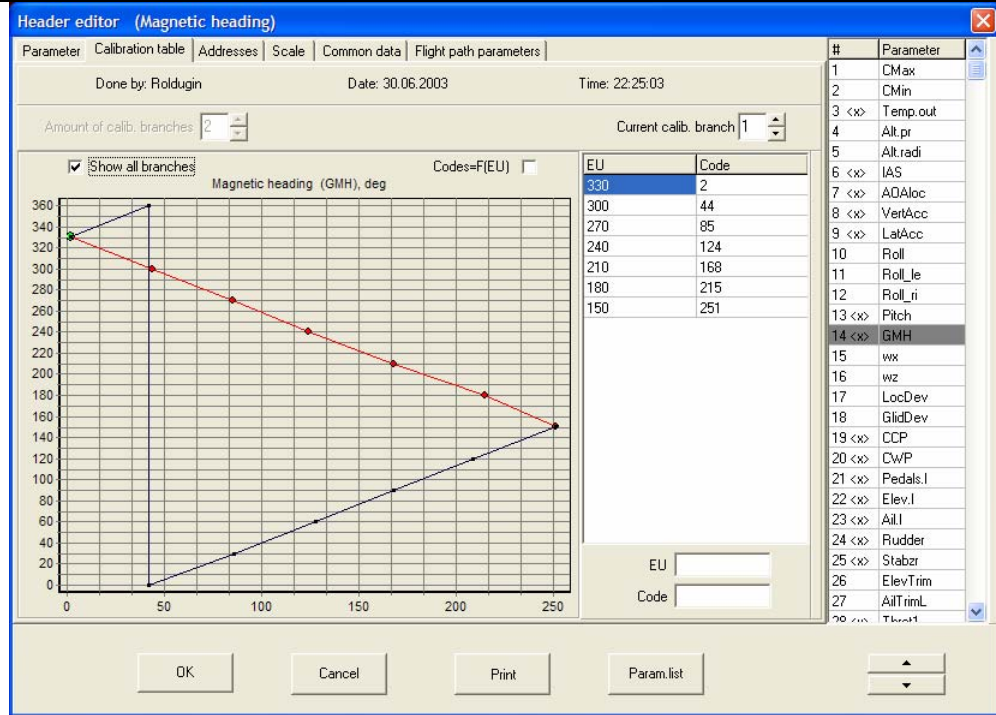 Header editor (Magnetic heading)
Parameter Calibration table Addresses Scale Common data Flight path parameters
Done by: Roldugin Date: 30.06.2003 Time: 22:25:03
Amount of calib. branches 2 Current calib. branch 1
Show all branches Codes=F(EU)
Magnetic heading (GMH), deg
360
340
320
300
280
260
240
220
200
180
160
140
120
100
80
60
40
20
0
0 50 100 150 200 250
EU Code
330 2
300 44
270 85
240 124
210 168
180 215
150 251
EU
Code
# Parameter
1 CMax
2 CMin
3 <x> Temp.out
4 Alt.pr
5 Alt.radi
6 <x> IAS
7 <x> AOAloc
8 <x> VertAcc
9 <x> LatAcc
10 Roll
11 Roll_le
12 Roll_ri
13 <x> Pitch
14 <x> GMH
15 wx
16 wz
17 LocDev
18 GlidDev
19 <x> CCP
20 <x> CWP
21 <x> Pedals.l
22 <x> Elev.l
23 <x> Ail.l
24 <x> Rudder
25 <x> Stabzr
26 ElevTrim
27 AilTrimL
28 <x> Throt1
OK Cancel Print Param.list